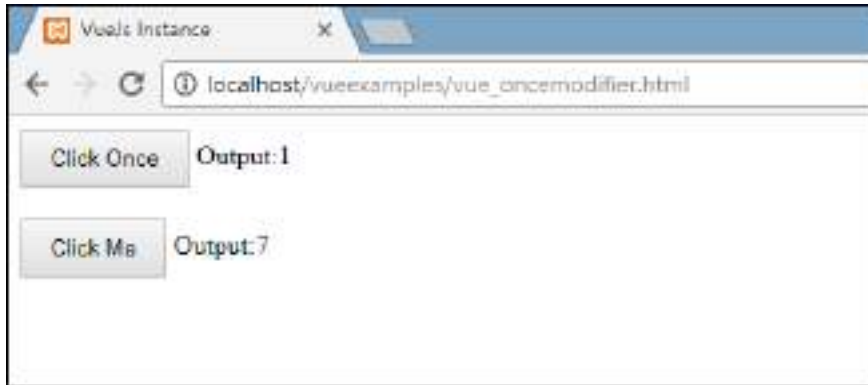 VueJs Instance
localhost/vueexamples/vue_oncemodifier.html
Click Once Output:1
Click Me Output:7